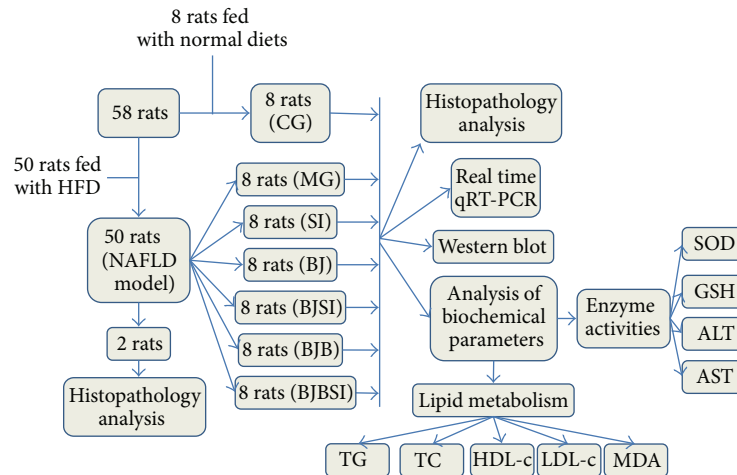 8 rats fed
with normal diets
58 rats
8 rats
(CG)
Histopathology
analysis
50 rats fed
with HFD
8 rats (MG)
Real time
qRT-PCR
8 rats (SI)
50 rats
(NAFLD
model)
Western blot
SOD
8 rats (BJ)
Analysis of
biochemical
parameters
Enzyme
activities
GSH
8 rats (BJSI)
ALT
2 rats
8 rats (BJB)
AST
Histopathology
analysis
8 rats (BJBSI)
Lipid metabolism
TG
TC
HDL-c
LDL-c
MDA